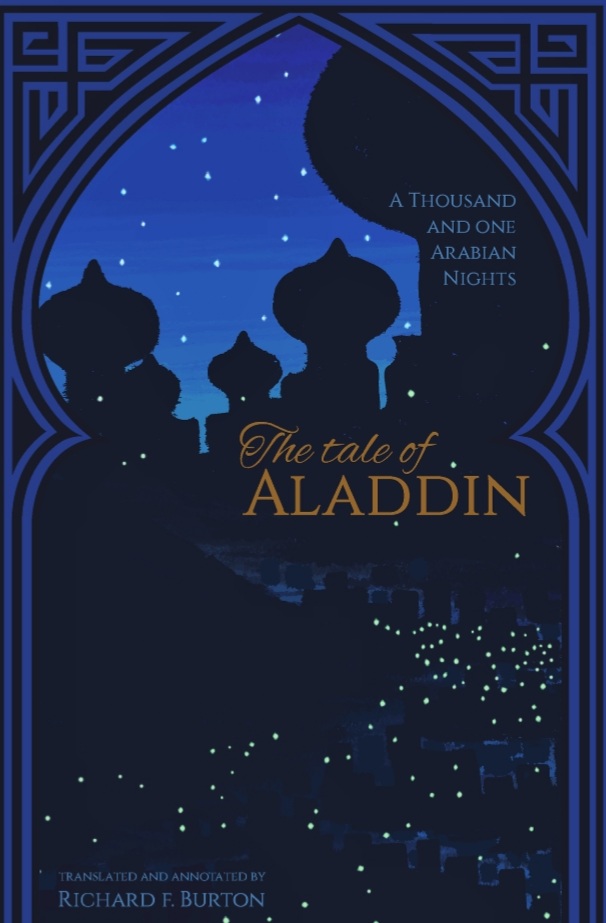 A Thousand
and one
Arabian
Nights
The tale of
Aladdin
Translated and annotated by
Richard F. Burton